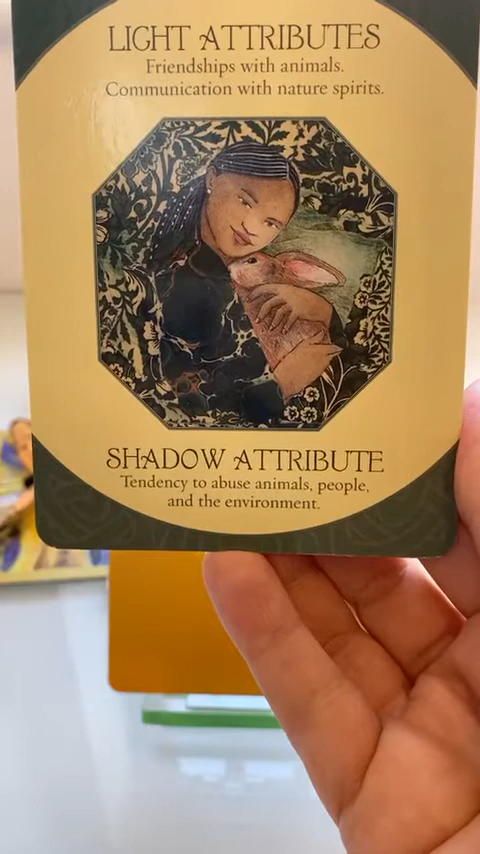 LIGHT ATTRIBUTES
Friendships with animals.
Communication with nature spirits.
SHADOW ATTRIBUTE
Tendency to abuse animals, people,
and the environment.